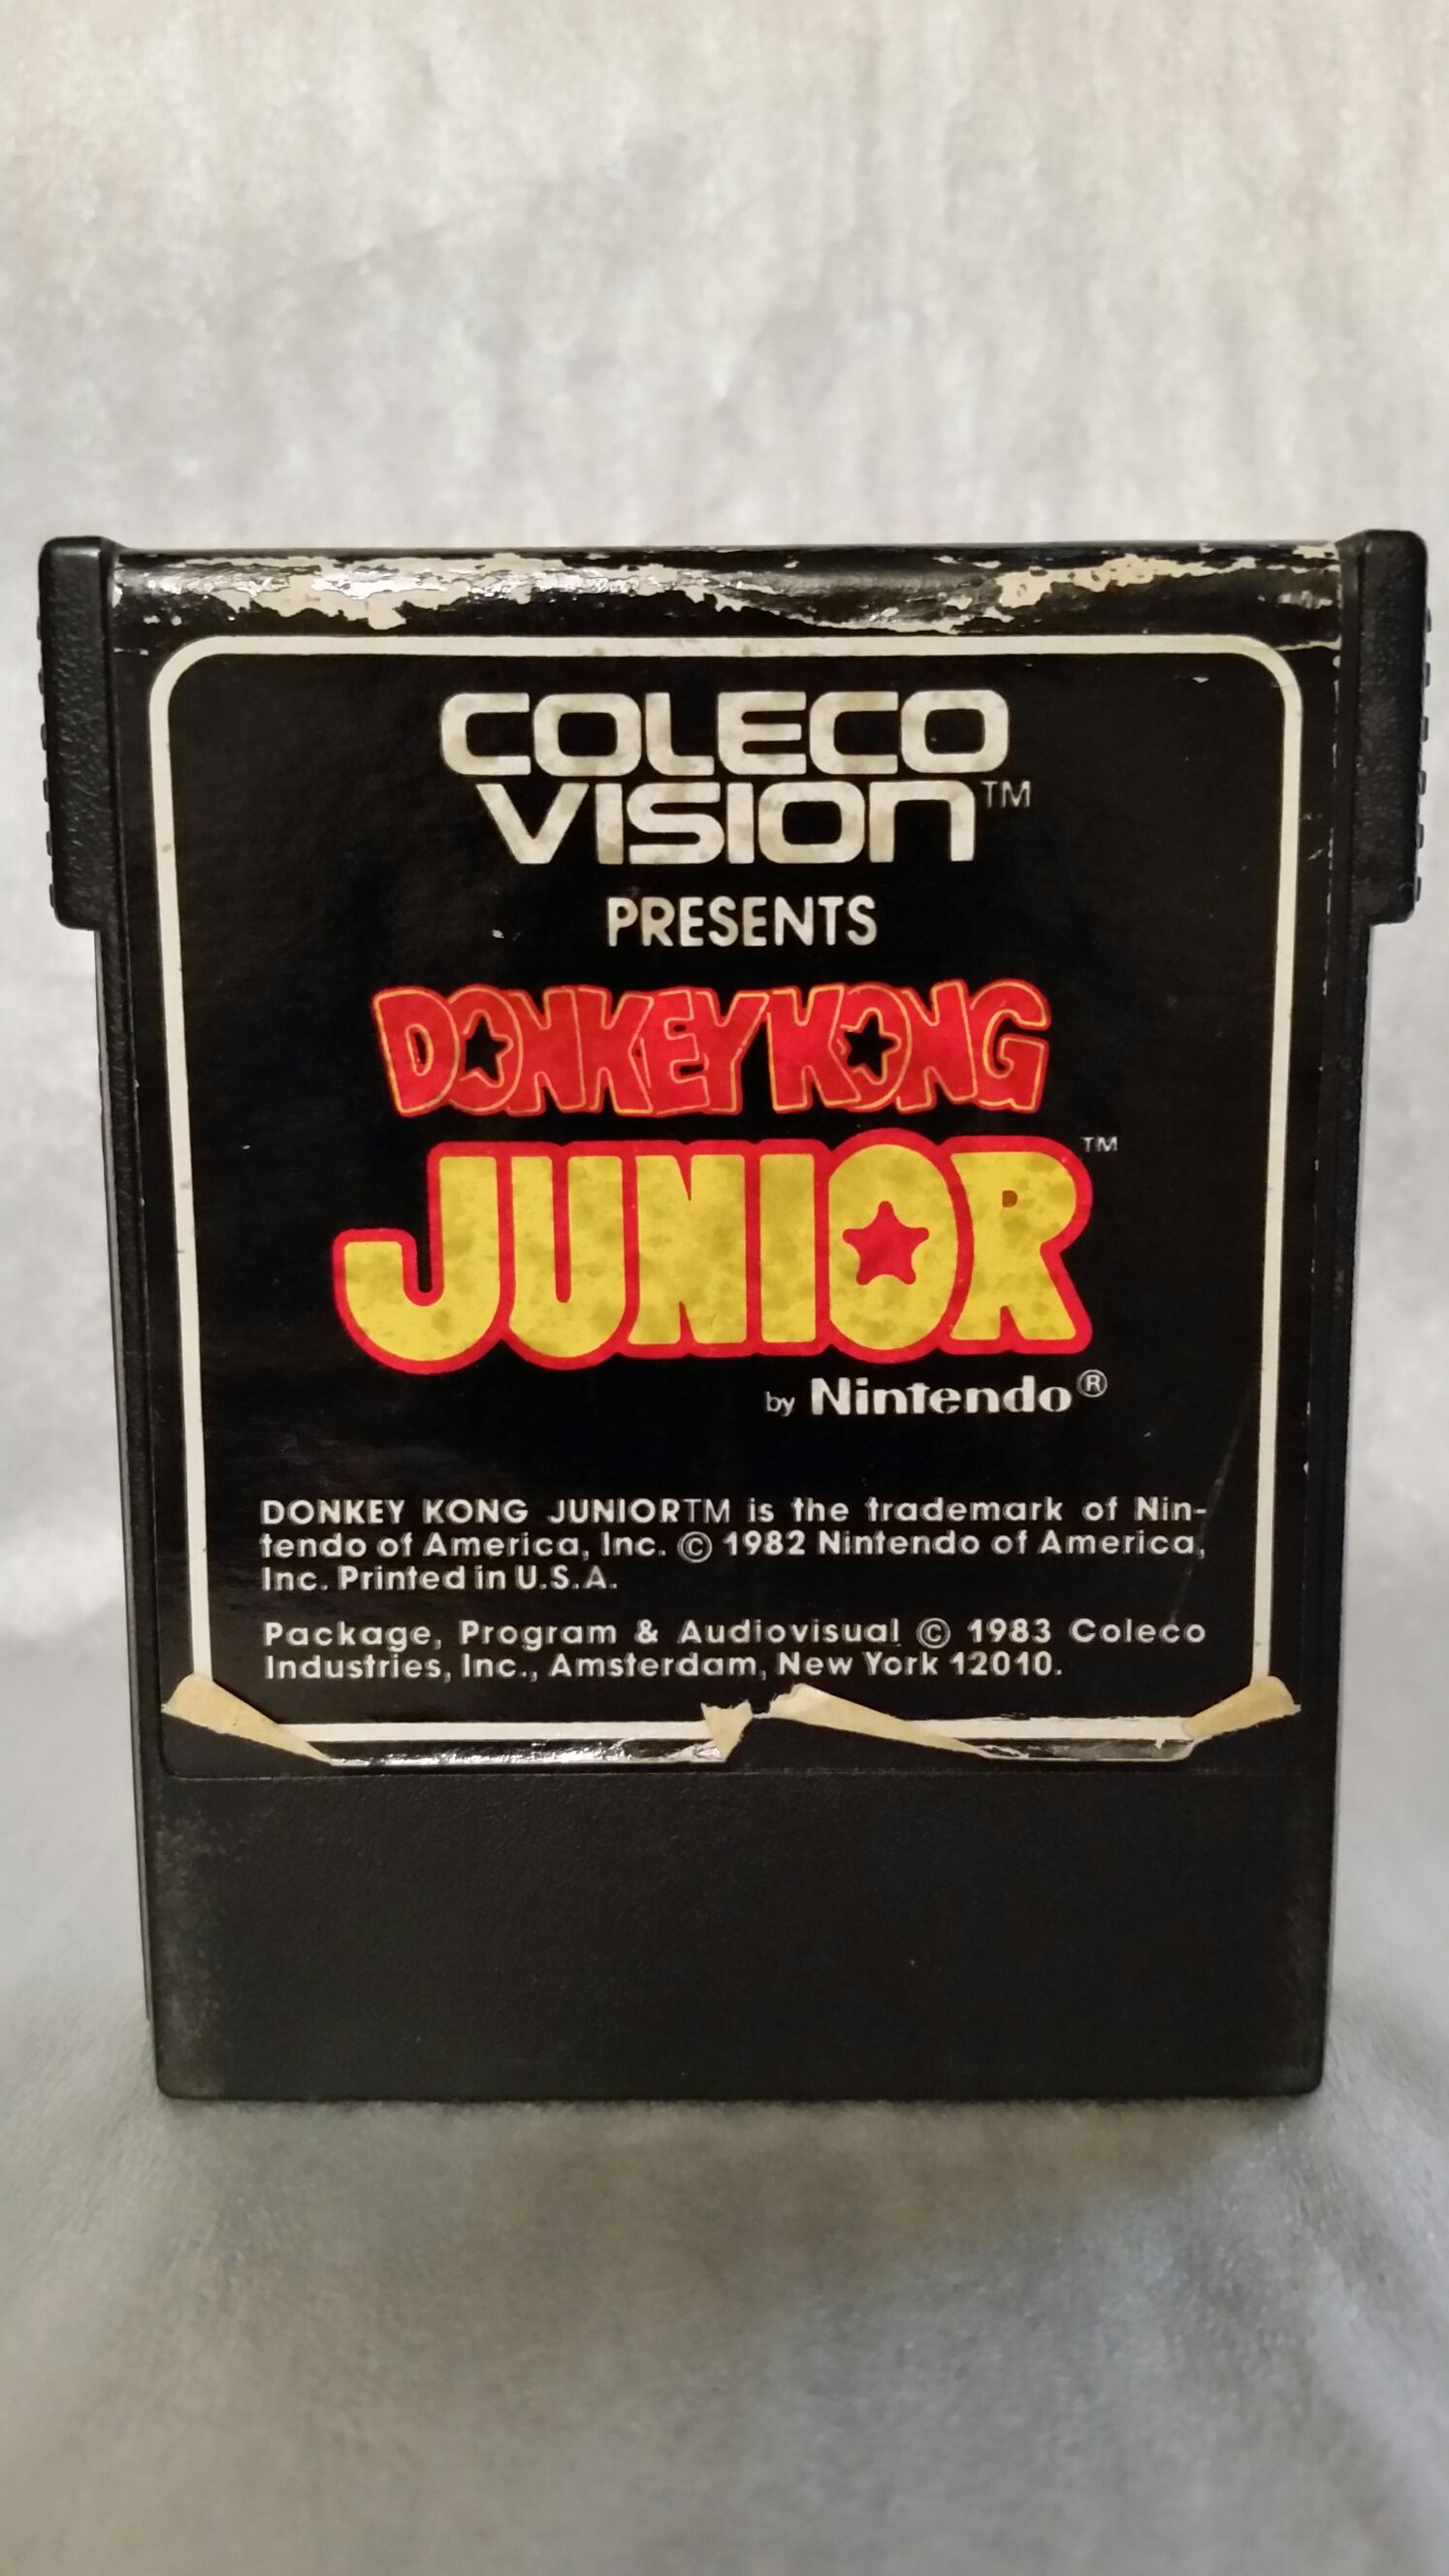 COLECO
VISION™
PRESENTS
DONKEY KONG
JUNIOR™
by Nintendo®
DONKEY KONG JUNIOR™ is the trademark of Nin-
tendo of America, Inc. © 1982 Nintendo of America,
Inc. Printed in U.S.A.
Package, Program & Audiovisual © 1983 Coleco
Industries, Inc., Amsterdam, New York 12010.